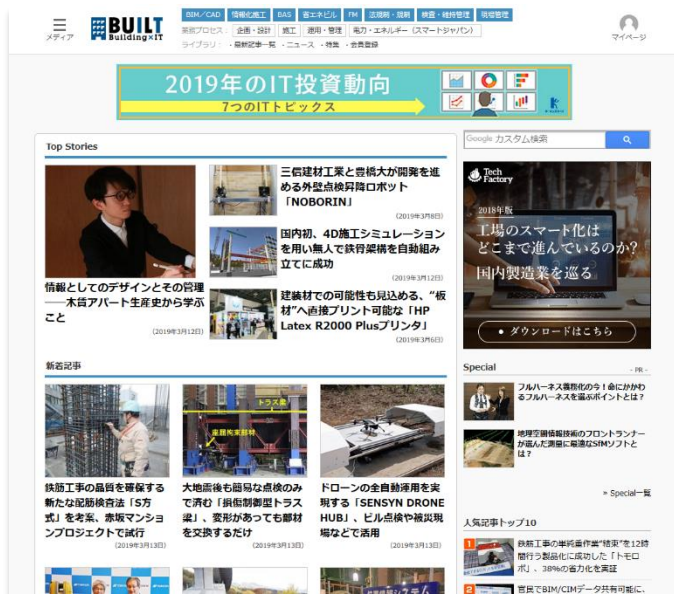 メディア
BUILT
Building×IT
BIM／CAD 情報化施工 BAS 省エネビル FM 法規制・規制 検査・維持管理 現場管理
業務プロセス： 企画・設計 施工 運用・管理 電力・エネルギー（スマートジャパン）
ライブラリ： ・最新記事一覧 ・ニュース ・特集 ・会員登録
マイページ
2019年のIT投資動向
7つのITトピックス
Top Stories
情報としてのデザインとその管理
――木賃アパート生産史から学ぶ
こと
(2019年3月12日)
三信建材工業と豊橋大が開発を進
める外壁点検昇降ロボット
「NOBORIN」
(2019年3月8日)
国内初、4D施工シミュレーション
を用い無人で鉄骨架構を自動組み
立てに成功
(2019年3月12日)
建装材での可能性も見込める、“板
材”へ直接プリント可能な「HP
Latex R2000 Plusプリンタ」
(2019年3月6日)
新着記事
鉄筋工事の品質を確保する
新たな配筋検査法「S方
式」を考案、赤坂マンショ
ンプロジェクトで試行
(2019年3月13日)
トラス梁
座屈拘束部材
大地震後も簡易な点検のみ
で済む「損傷制御型トラス
梁」、変形があっても部材
を交換するだけ
(2019年3月13日)
ドローンの全自動運用を実
現する「SENSYN DRONE
HUB」、ビル点検や被災現
場などで活用
(2019年3月13日)
Google カスタム検索
Tech
Factory
2018年版
工場のスマート化は
どこまで進んでいるのか?
国内製造業を巡る
● ダウンロードはこちら
Special
- PR -
フルハーネス義務化の今！命にかかわ
るフルハーネスを選ぶポイントとは？
地理空間情報技術のフロントランナー
が選んだ測量に最適なSfMソフトと
は？
» Special一覧
人気記事トップ10
1
鉄筋工事の単純重作業“結束”を12時
間行う製品化に成功した「トモロ
ボ」、38%の省力化を実証
2
官民でBIM/CIMデータ共有可能に、